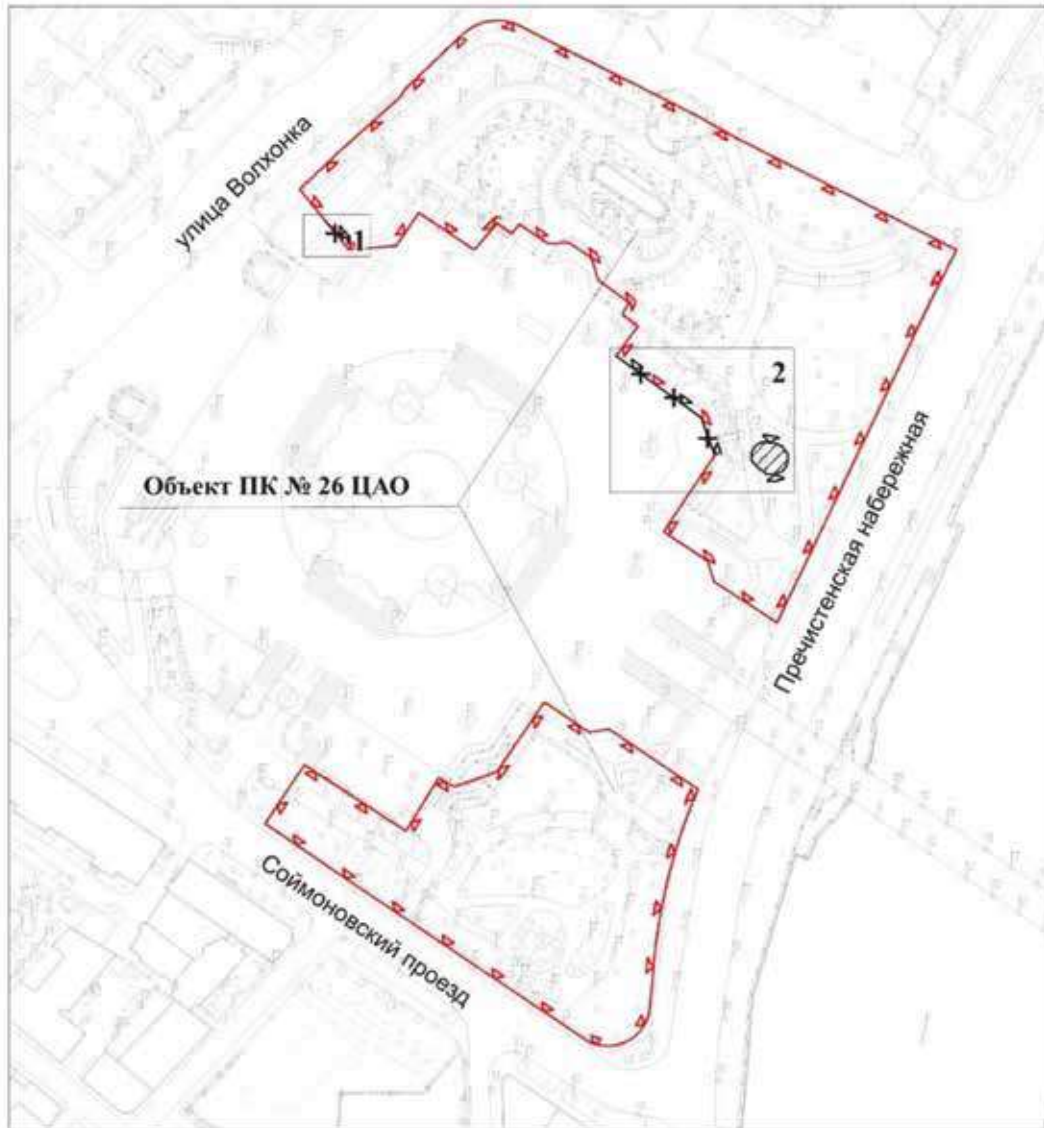 улица Волхонка
1
2
Объект ПК № 26 ЦАО
Пречистенская набережная
Соймоновский проезд